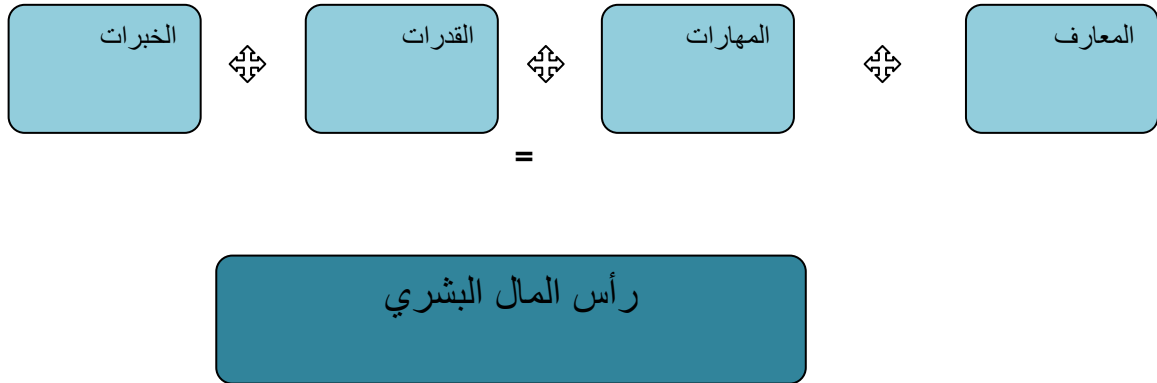 المعارف
المهارات
القدرات
الخبرات
=
رأس المال البشري